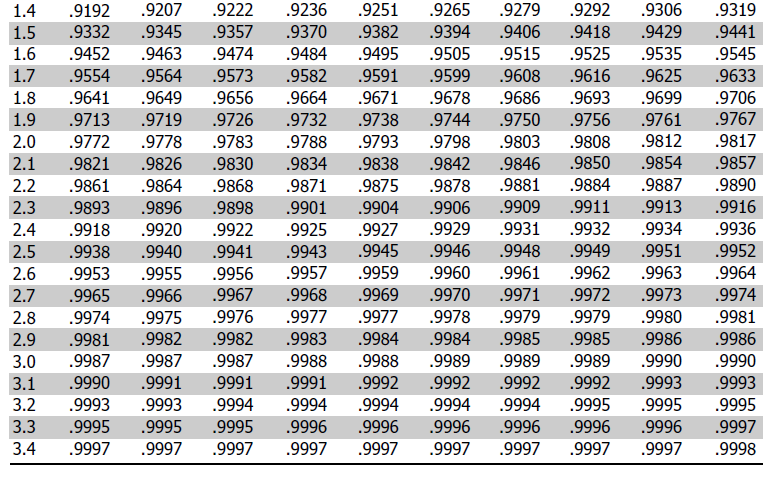 1.4 .9192 .9207 .9222 .9236 .9251 .9265 .9279 .9292 .9306 .9319
1.5 .9332 .9345 .9357 .9370 .9382 .9394 .9406 .9418 .9429 .9441
1.6 .9452 .9463 .9474 .9484 .9495 .9505 .9515 .9525 .9535 .9545
1.7 .9554 .9564 .9573 .9582 .9591 .9599 .9608 .9616 .9625 .9633
1.8 .9641 .9649 .9656 .9664 .9671 .9678 .9686 .9693 .9699 .9706
1.9 .9713 .9719 .9726 .9732 .9738 .9744 .9750 .9756 .9761 .9767
2.0 .9772 .9778 .9783 .9788 .9793 .9798 .9803 .9808 .9812 .9817
2.1 .9821 .9826 .9830 .9834 .9838 .9842 .9846 .9850 .9854 .9857
2.2 .9861 .9864 .9868 .9871 .9875 .9878 .9881 .9884 .9887 .9890
2.3 .9893 .9896 .9898 .9901 .9904 .9906 .9909 .9911 .9913 .9916
2.4 .9918 .9920 .9922 .9925 .9927 .9929 .9931 .9932 .9934 .9936
2.5 .9938 .9940 .9941 .9943 .9945 .9946 .9948 .9949 .9951 .9952
2.6 .9953 .9955 .9956 .9957 .9959 .9960 .9961 .9962 .9963 .9964
2.7 .9965 .9966 .9967 .9968 .9969 .9970 .9971 .9972 .9973 .9974
2.8 .9974 .9975 .9976 .9977 .9977 .9978 .9979 .9979 .9980 .9981
2.9 .9981 .9982 .9982 .9983 .9984 .9984 .9985 .9985 .9986 .9986
3.0 .9987 .9987 .9987 .9988 .9988 .9989 .9989 .9989 .9990 .9990
3.1 .9990 .9991 .9991 .9991 .9992 .9992 .9992 .9992 .9993 .9993
3.2 .9993 .9993 .9994 .9994 .9994 .9994 .9994 .9995 .9995 .9995
3.3 .9995 .9995 .9995 .9996 .9996 .9996 .9996 .9996 .9996 .9997
3.4 .9997 .9997 .9997 .9997 .9997 .9997 .9997 .9997 .9997 .9998